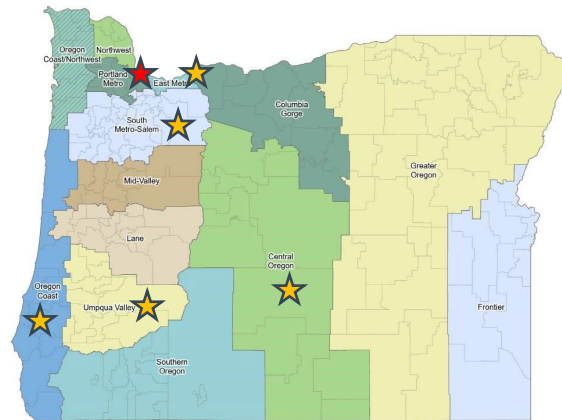 Oregon
Coast/Northwest
Northwest
Portland
Metro
East Met
Columbia
Gorge
South
Metro-Salem
Greater
Oregon
Mid-Valley
Lane
Central
Oregon
Oregon
Coast
Umpqua Valley
Frontier
Southern
Oregon